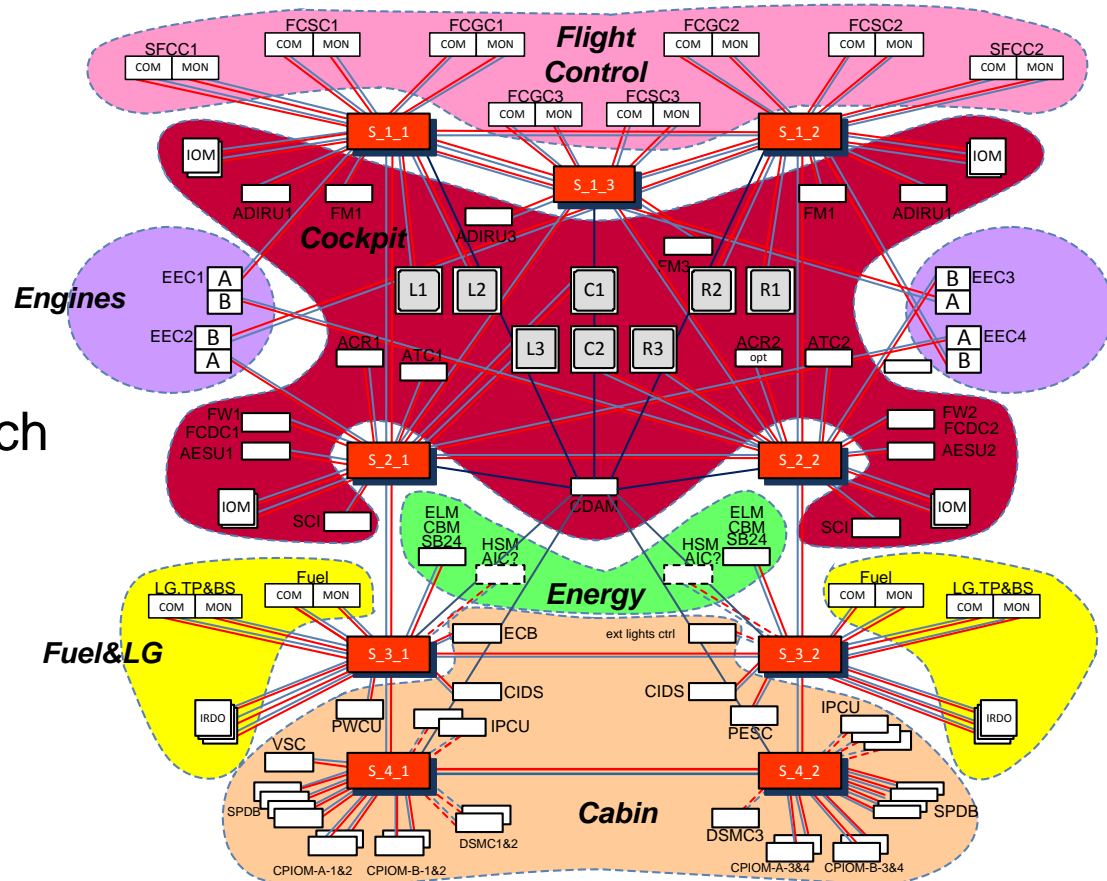 FCSC1
FCGC1
Flight
Control
FCGC2
FCSC2
SFCC1
COM MON
COM MON
COM MON
COM MON
SFCC2
COM MON
COM MON
FCGC3
FCSC3
COM MON
COM MON
S_1_1
S_1_2
IOM
S_1_3
IOM
ADIRU1
FM1
ADIRU3
FM1
ADIRU1
Cockpit
FM3
Engines
EEC1
A
B
L1
L2
C1
R2
R1
B
A
EEC3
EEC2
B
A
ACR1
ATC1
L3
C2
R3
ACR2
opt
ATC2
A
B
EEC4
ch
FW1
FCDC1
AESU1
S_2_1
S_2_2
FW2
FCDC2
AESU2
IOM
SCI
CDAM
SCI
IOM
ELM
CBM
SB24
HSM
AIC?
HSM
AIC?
ELM
CBM
SB24
Energy
LG,TP&BS
COM MON
Fuel
COM MON
Fuel
COM MON
LG,TP&BS
COM MON
Fuel&LG
S_3_1
ECB
ext lights ctrl
S_3_2
CIDS
CIDS
IRDO
PWCU
IPCU
PESC
IPCU
IRDO
VSC
S_4_1
S_4_2
SPDB
Cabin
SPDB
DSMC1&2
DSMC3
CPIOM-A-1&2
CPIOM-B-1&2
CPIOM-A-3&4
CPIOM-B-3&4